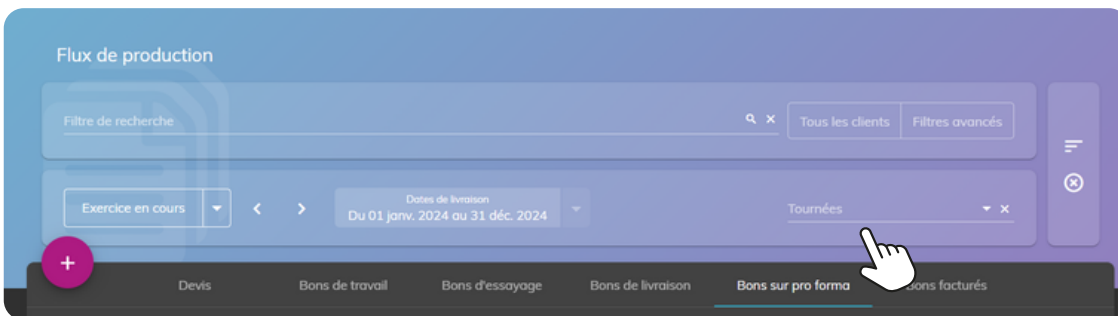 Flux de production
Filtre de recherche
Tous les clients
Filtres avancés
Exercice en cours
Dates de livraison
Du 01 janv. 2024 au 31 déc. 2024
Tournées
Devis
Bons de travail
Bons d'essayage
Bons de livraison
Bons sur pro forma
Bons facturés